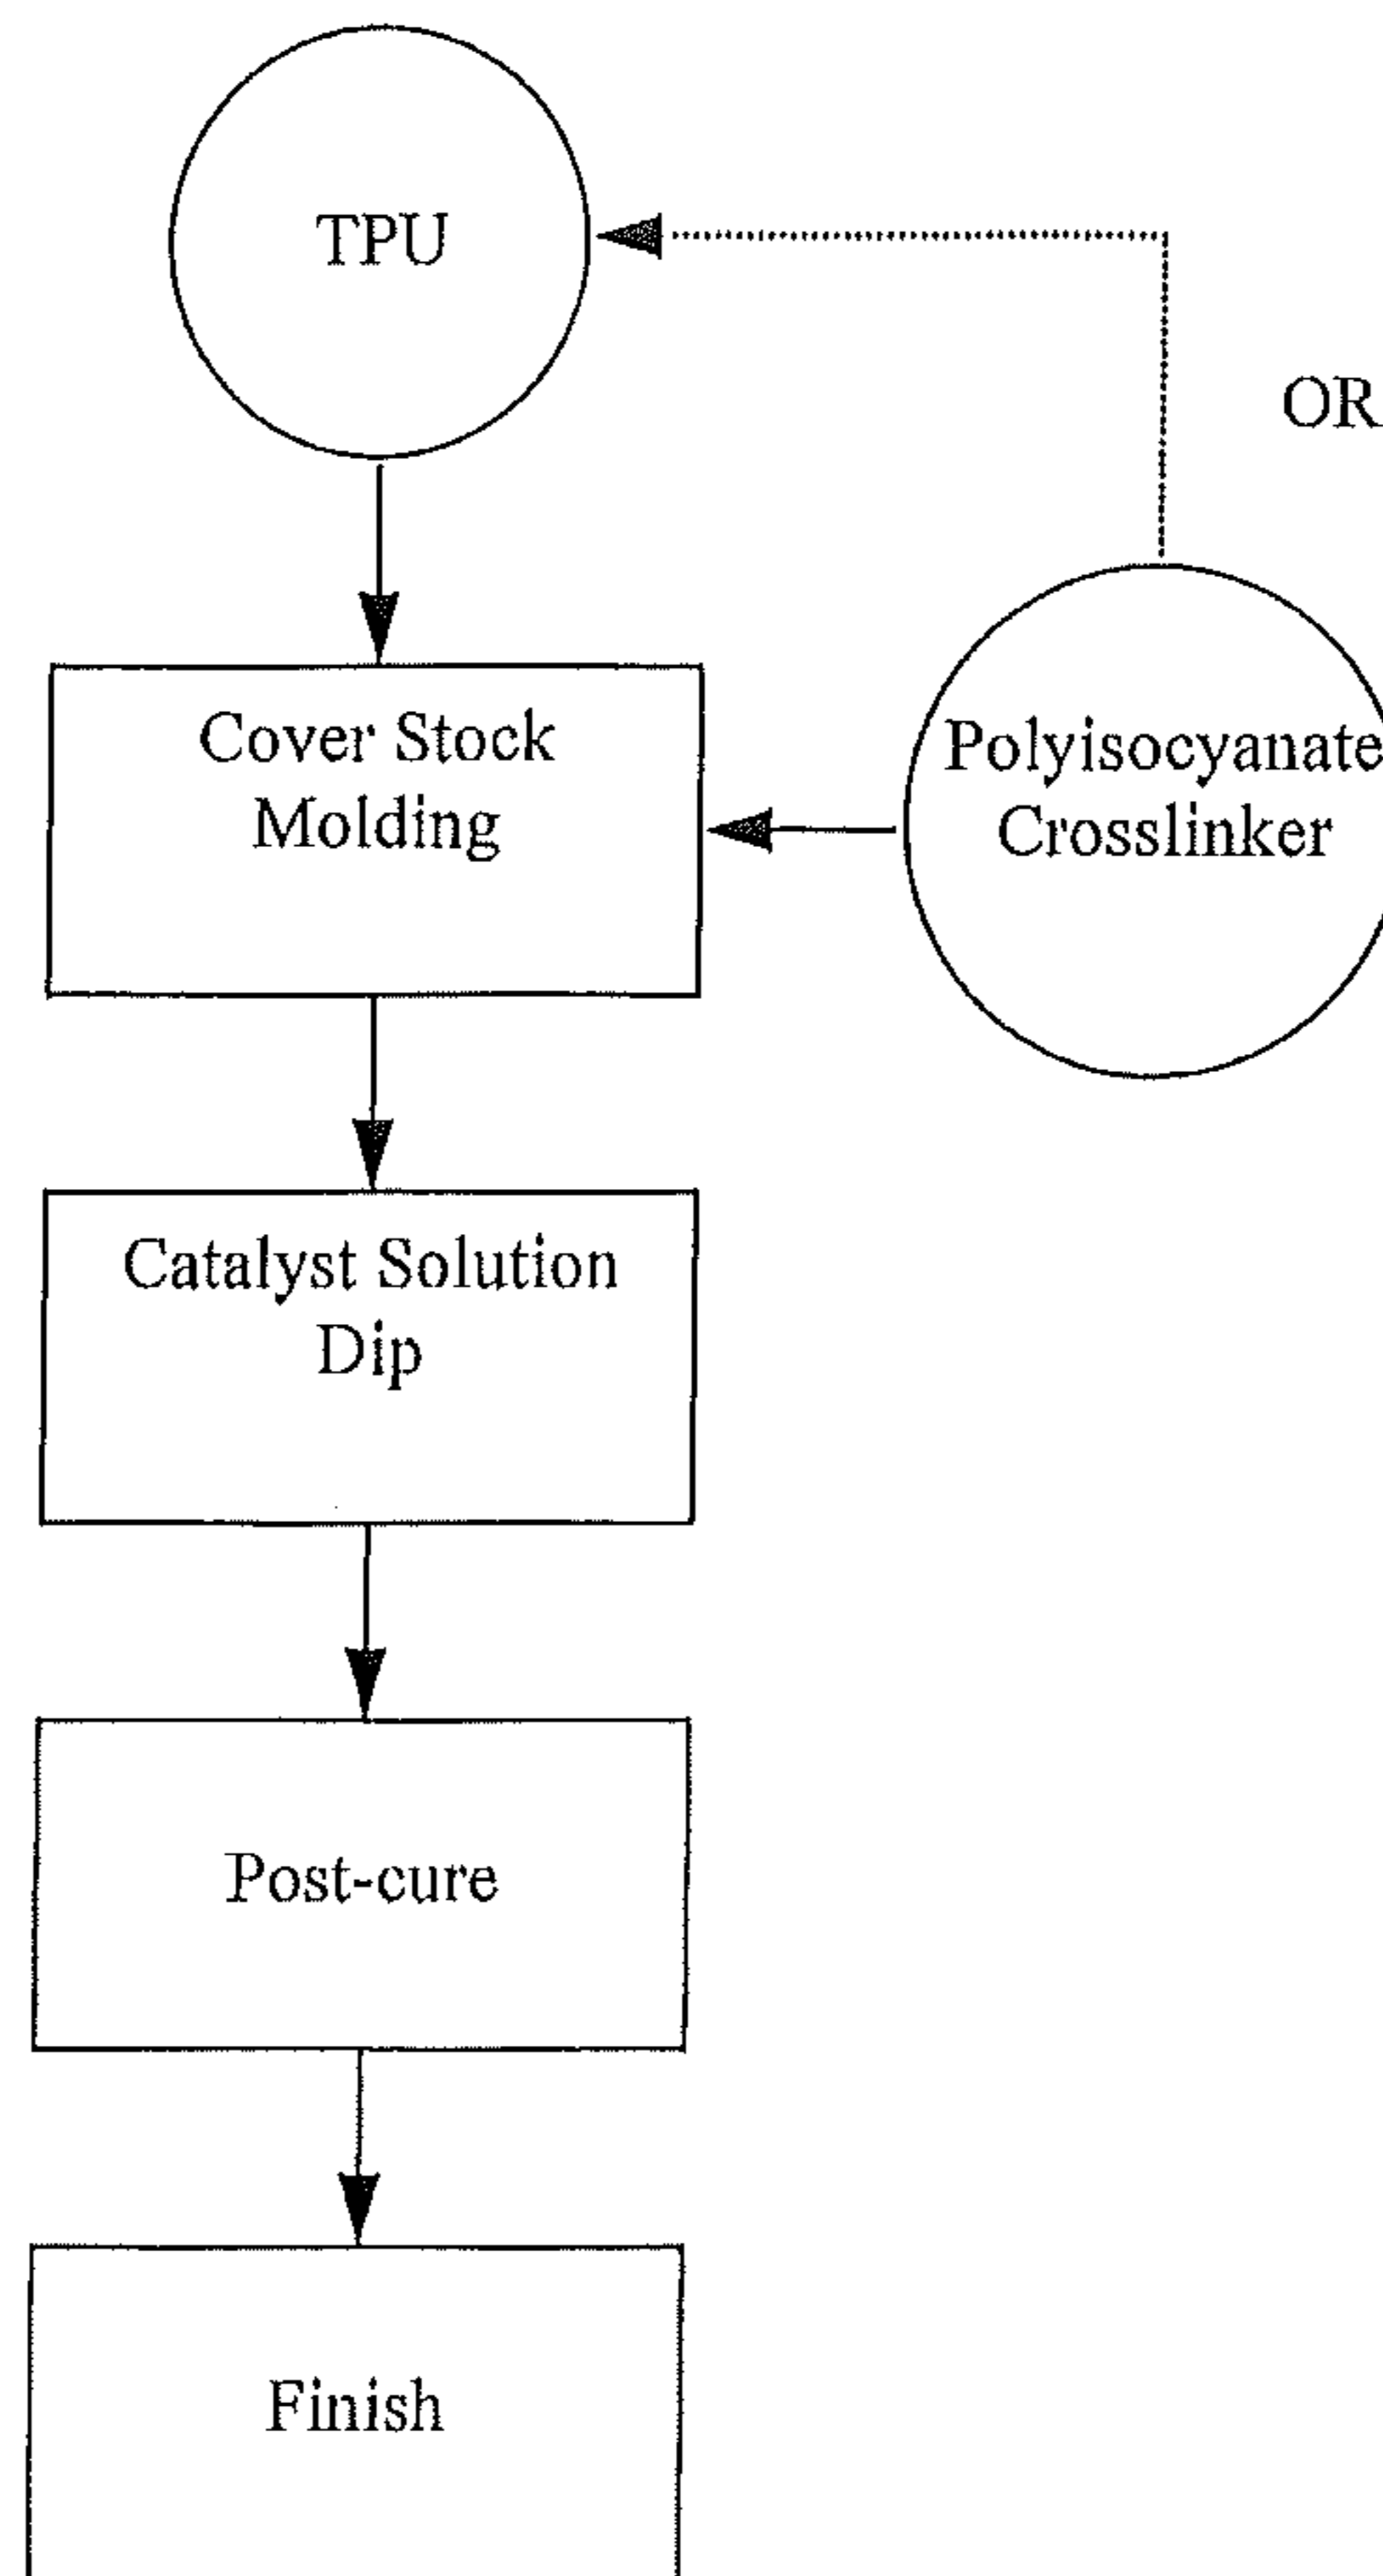 TPU
OR
Cover Stock
Molding
Polyisocyanate
Crosslinker
Catalyst Solution
Dip
Post-cure
Finish